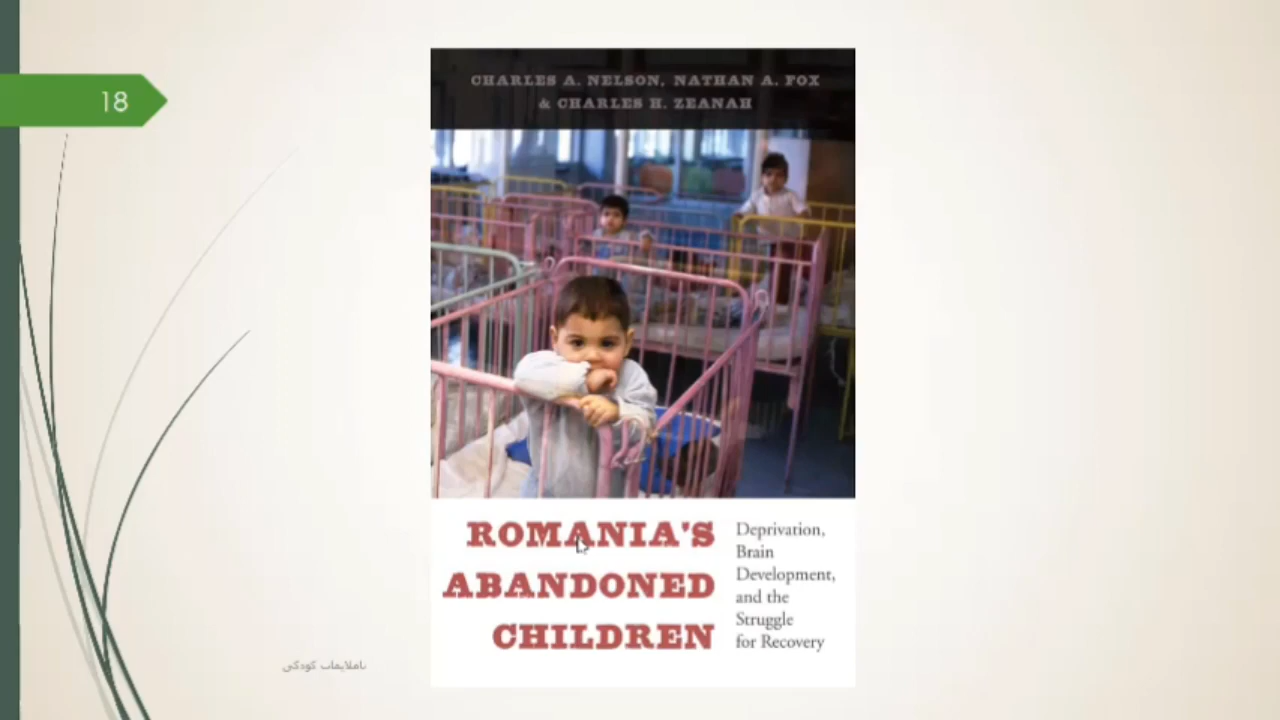 18
CHARLES A. NELSON, NATHAN A. FOX
& CHARLES H. ZEANAH
ROMANIA'S
ABANDONED
CHILDREN
Deprivation,
Brain
Development,
and the
Struggle
for Recovery
ناملایمات کودکی